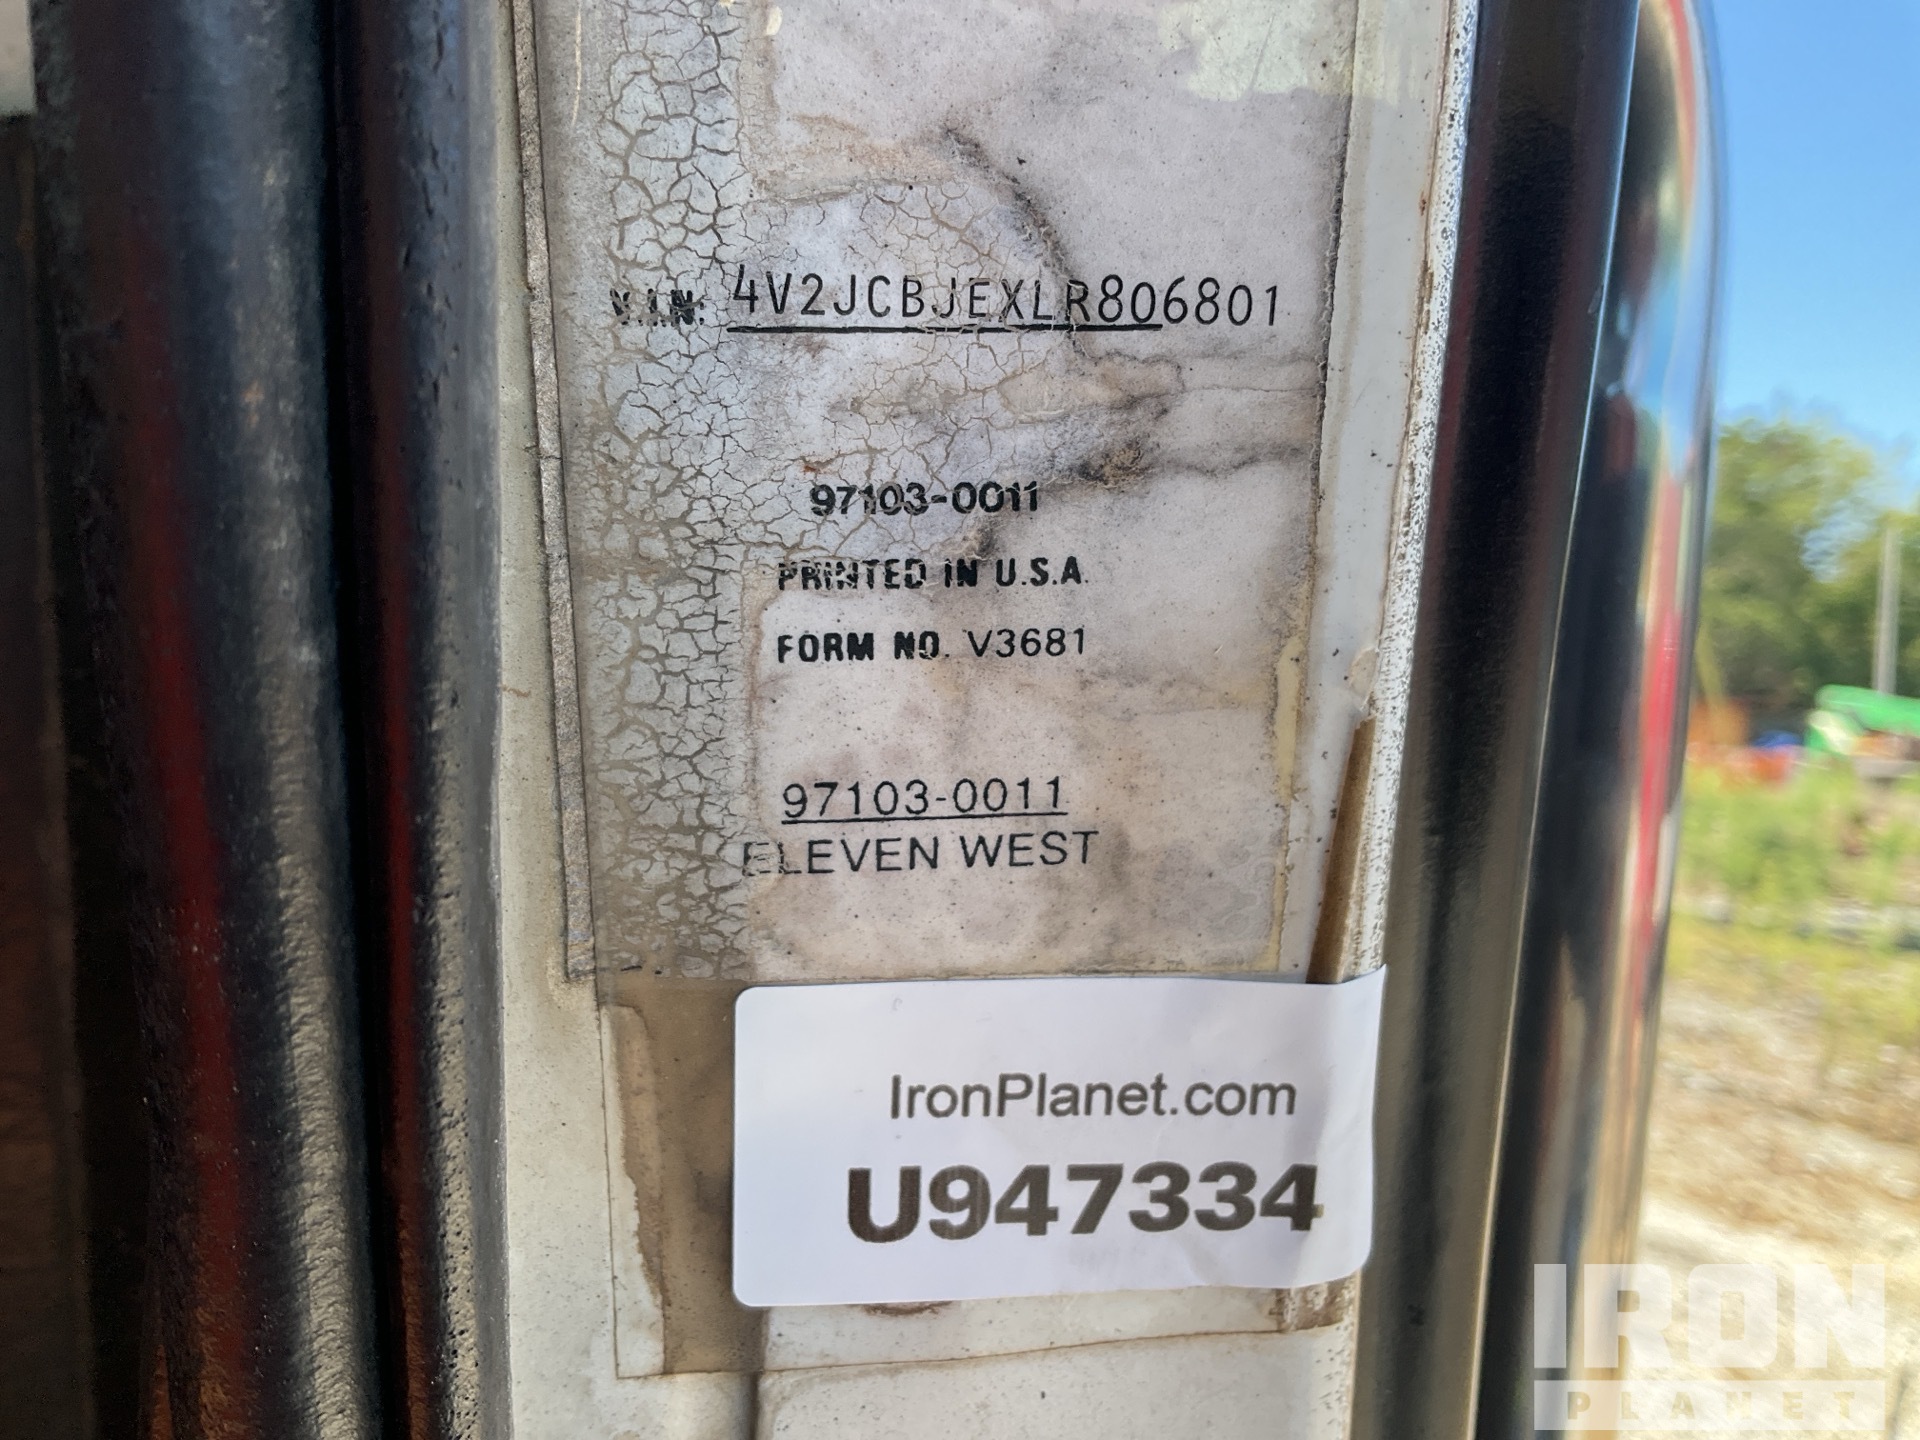 V.I.N: 4V2JCBJEXLR806801
97103-0011
PRINTED IN U.S.A.
FORM NO. V3681
97103-0011
ELEVEN WEST
IronPlanet.com
U947334
IRON
PLANET